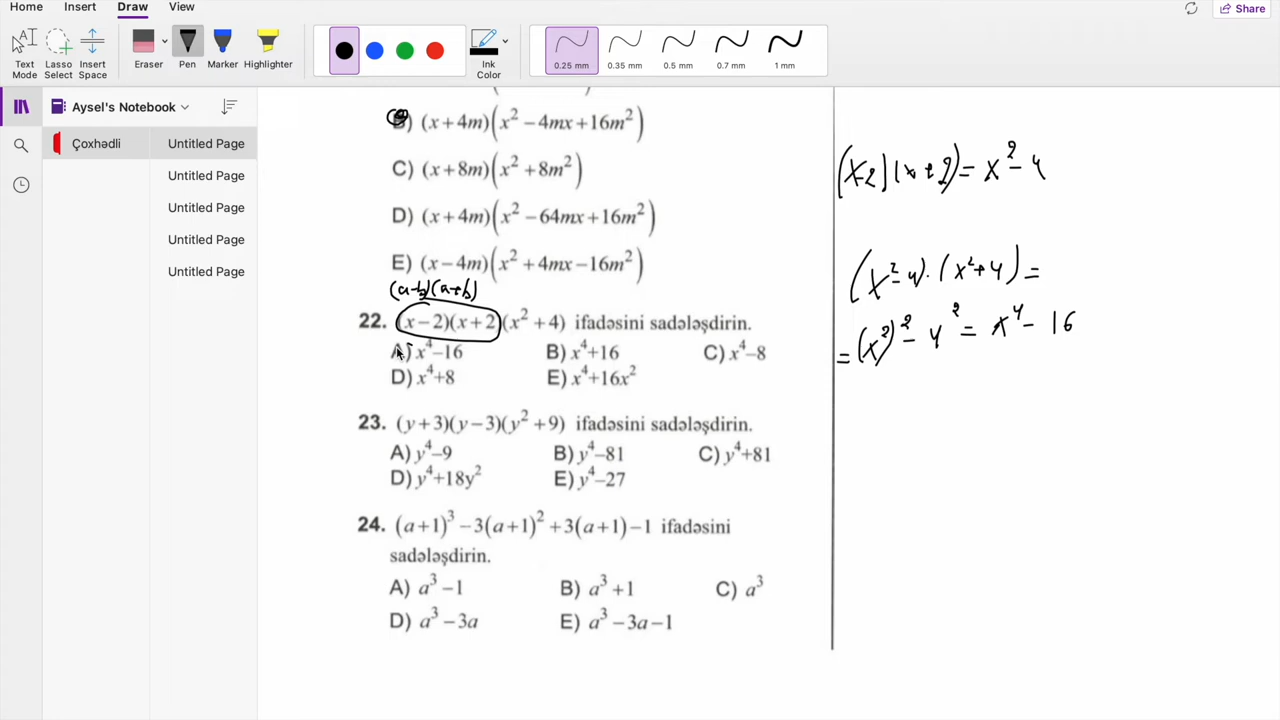 Home Insert Draw View
Share
Text Mode
Lasso Select
Insert Space
Eraser
Pen
Marker
Highlighter
Ink Color
0.25 mm
0.35 mm
0.5 mm
0.7 mm
1 mm
Aysel's Notebook
Çoxhədli
Untitled Page
Untitled Page
Untitled Page
Untitled Page
Untitled Page
B) (x+4m)(x²−4mx+16m²)
C) (x+8m)(x²+8m²)
D) (x+4m)(x²−64mx+16m²)
E) (x−4m)(x²+4mx−16m²)
(a-b)(a+b)
22. (x−2)(x+2)(x²+4) ifadəsini sadələşdirin.
A) x⁴−16 B) x⁴+16 C) x⁴−8
D) x⁴+8 E) x⁴+16x²
23. (y+3)(y−3)(y²+9) ifadəsini sadələşdirin.
A) y⁴−9 B) y⁴−81 C) y⁴+81
D) y⁴+18y² E) y⁴−27
24. (a+1)³−3(a+1)²+3(a+1)−1 ifadəsini
sadələşdirin.
A) a³−1 B) a³+1 C) a³
D) a³−3a E) a³−3a−1
(x-2)(x+2)=x²-4
(x²-4)·(x²+4)=
=(x²)²-4²=x⁴-16